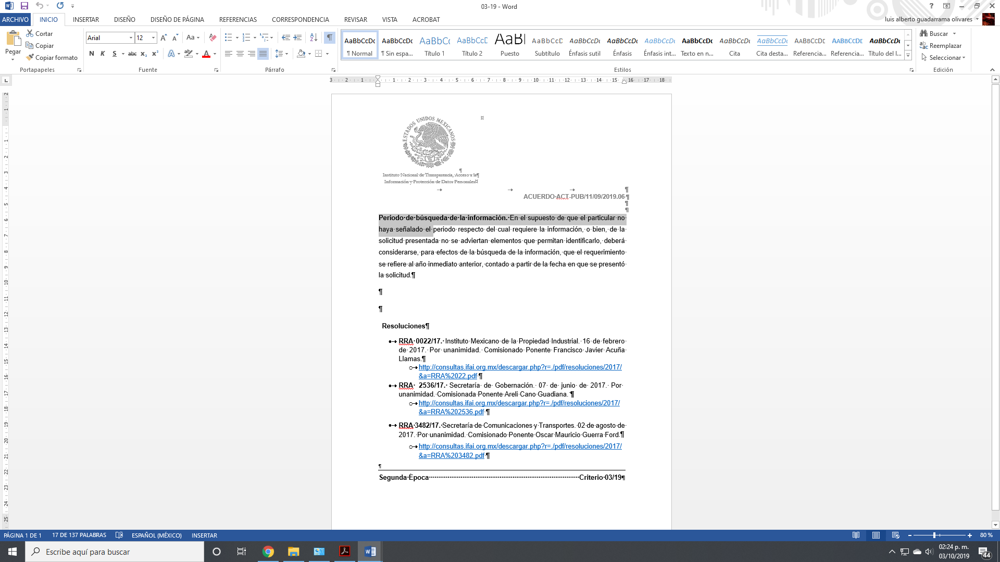 03-19 - Word
ARCHIVO INICIO INSERTAR DISEÑO DISEÑO DE PÁGINA REFERENCIAS CORRESPONDENCIA REVISAR VISTA ACROBAT luis alberto guadarrama olivares
Pegar
Cortar
Copiar
Copiar formato
Portapapeles
Arial 12
N K S abc x₂ x²
Fuente
Párrafo
AaBbCcDc AaBbCcDc AaBbCc AaBbCcD AaB AaBbCcD AaBbCcDc AaBbCcDc AaBbCcDc AaBbCcDc AaBbCcDc AaBbCcDc AABBCCDE AABBCCDE AaBbCcDc
¶ Normal ¶ Sin espa... Título 1 Título 2 Puesto Subtítulo Énfasis sutil Énfasis Énfasis int... Texto en n... Cita Cita desta... Referencia... Referencia... Título del l...
Estilos
Buscar
Reemplazar
Seleccionar
Edición
ESTADOS UNIDOS MEXICANOS
Instituto Nacional de Transparencia, Acceso a la
Información y Protección de Datos Personales
ACUERDO ACT-PUB/11/09/2019.06
Periodo de búsqueda de la información. En el supuesto de que el particular no
haya señalado el periodo respecto del cual requiere la información, o bien, de la
solicitud presentada no se adviertan elementos que permitan identificarlo, deberá
considerarse, para efectos de la búsqueda de la información, que el requerimiento
se refiere al año inmediato anterior, contado a partir de la fecha en que se presentó
la solicitud.¶
¶
¶
Resoluciones¶
RRA 0022/17. Instituto Mexicano de la Propiedad Industrial. 16 de febrero
de 2017. Por unanimidad. Comisionado Ponente Francisco Javier Acuña
Llamas.¶
http://consultas.ifai.org.mx/descargar.php?r=./pdf/resoluciones/2017/
&a=RRA%2022.pdf ¶
RRA 2536/17. Secretaría de Gobernación. 07 de junio de 2017. Por
unanimidad. Comisionada Ponente Areli Cano Guadiana. ¶
http://consultas.ifai.org.mx/descargar.php?r=./pdf/resoluciones/2017/
&a=RRA%202536.pdf ¶
RRA 3482/17. Secretaría de Comunicaciones y Transportes. 02 de agosto de
2017. Por unanimidad. Comisionado Ponente Oscar Mauricio Guerra Ford.¶
http://consultas.ifai.org.mx/descargar.php?r=./pdf/resoluciones/2017/
&a=RRA%203482.pdf ¶
¶
Segunda Época Criterio 03/19¶
PÁGINA 1 DE 1 17 DE 137 PALABRAS ESPAÑOL (MÉXICO) INSERTAR 80 %
Escribe aquí para buscar
02:24 p. m.
03/10/2019
44